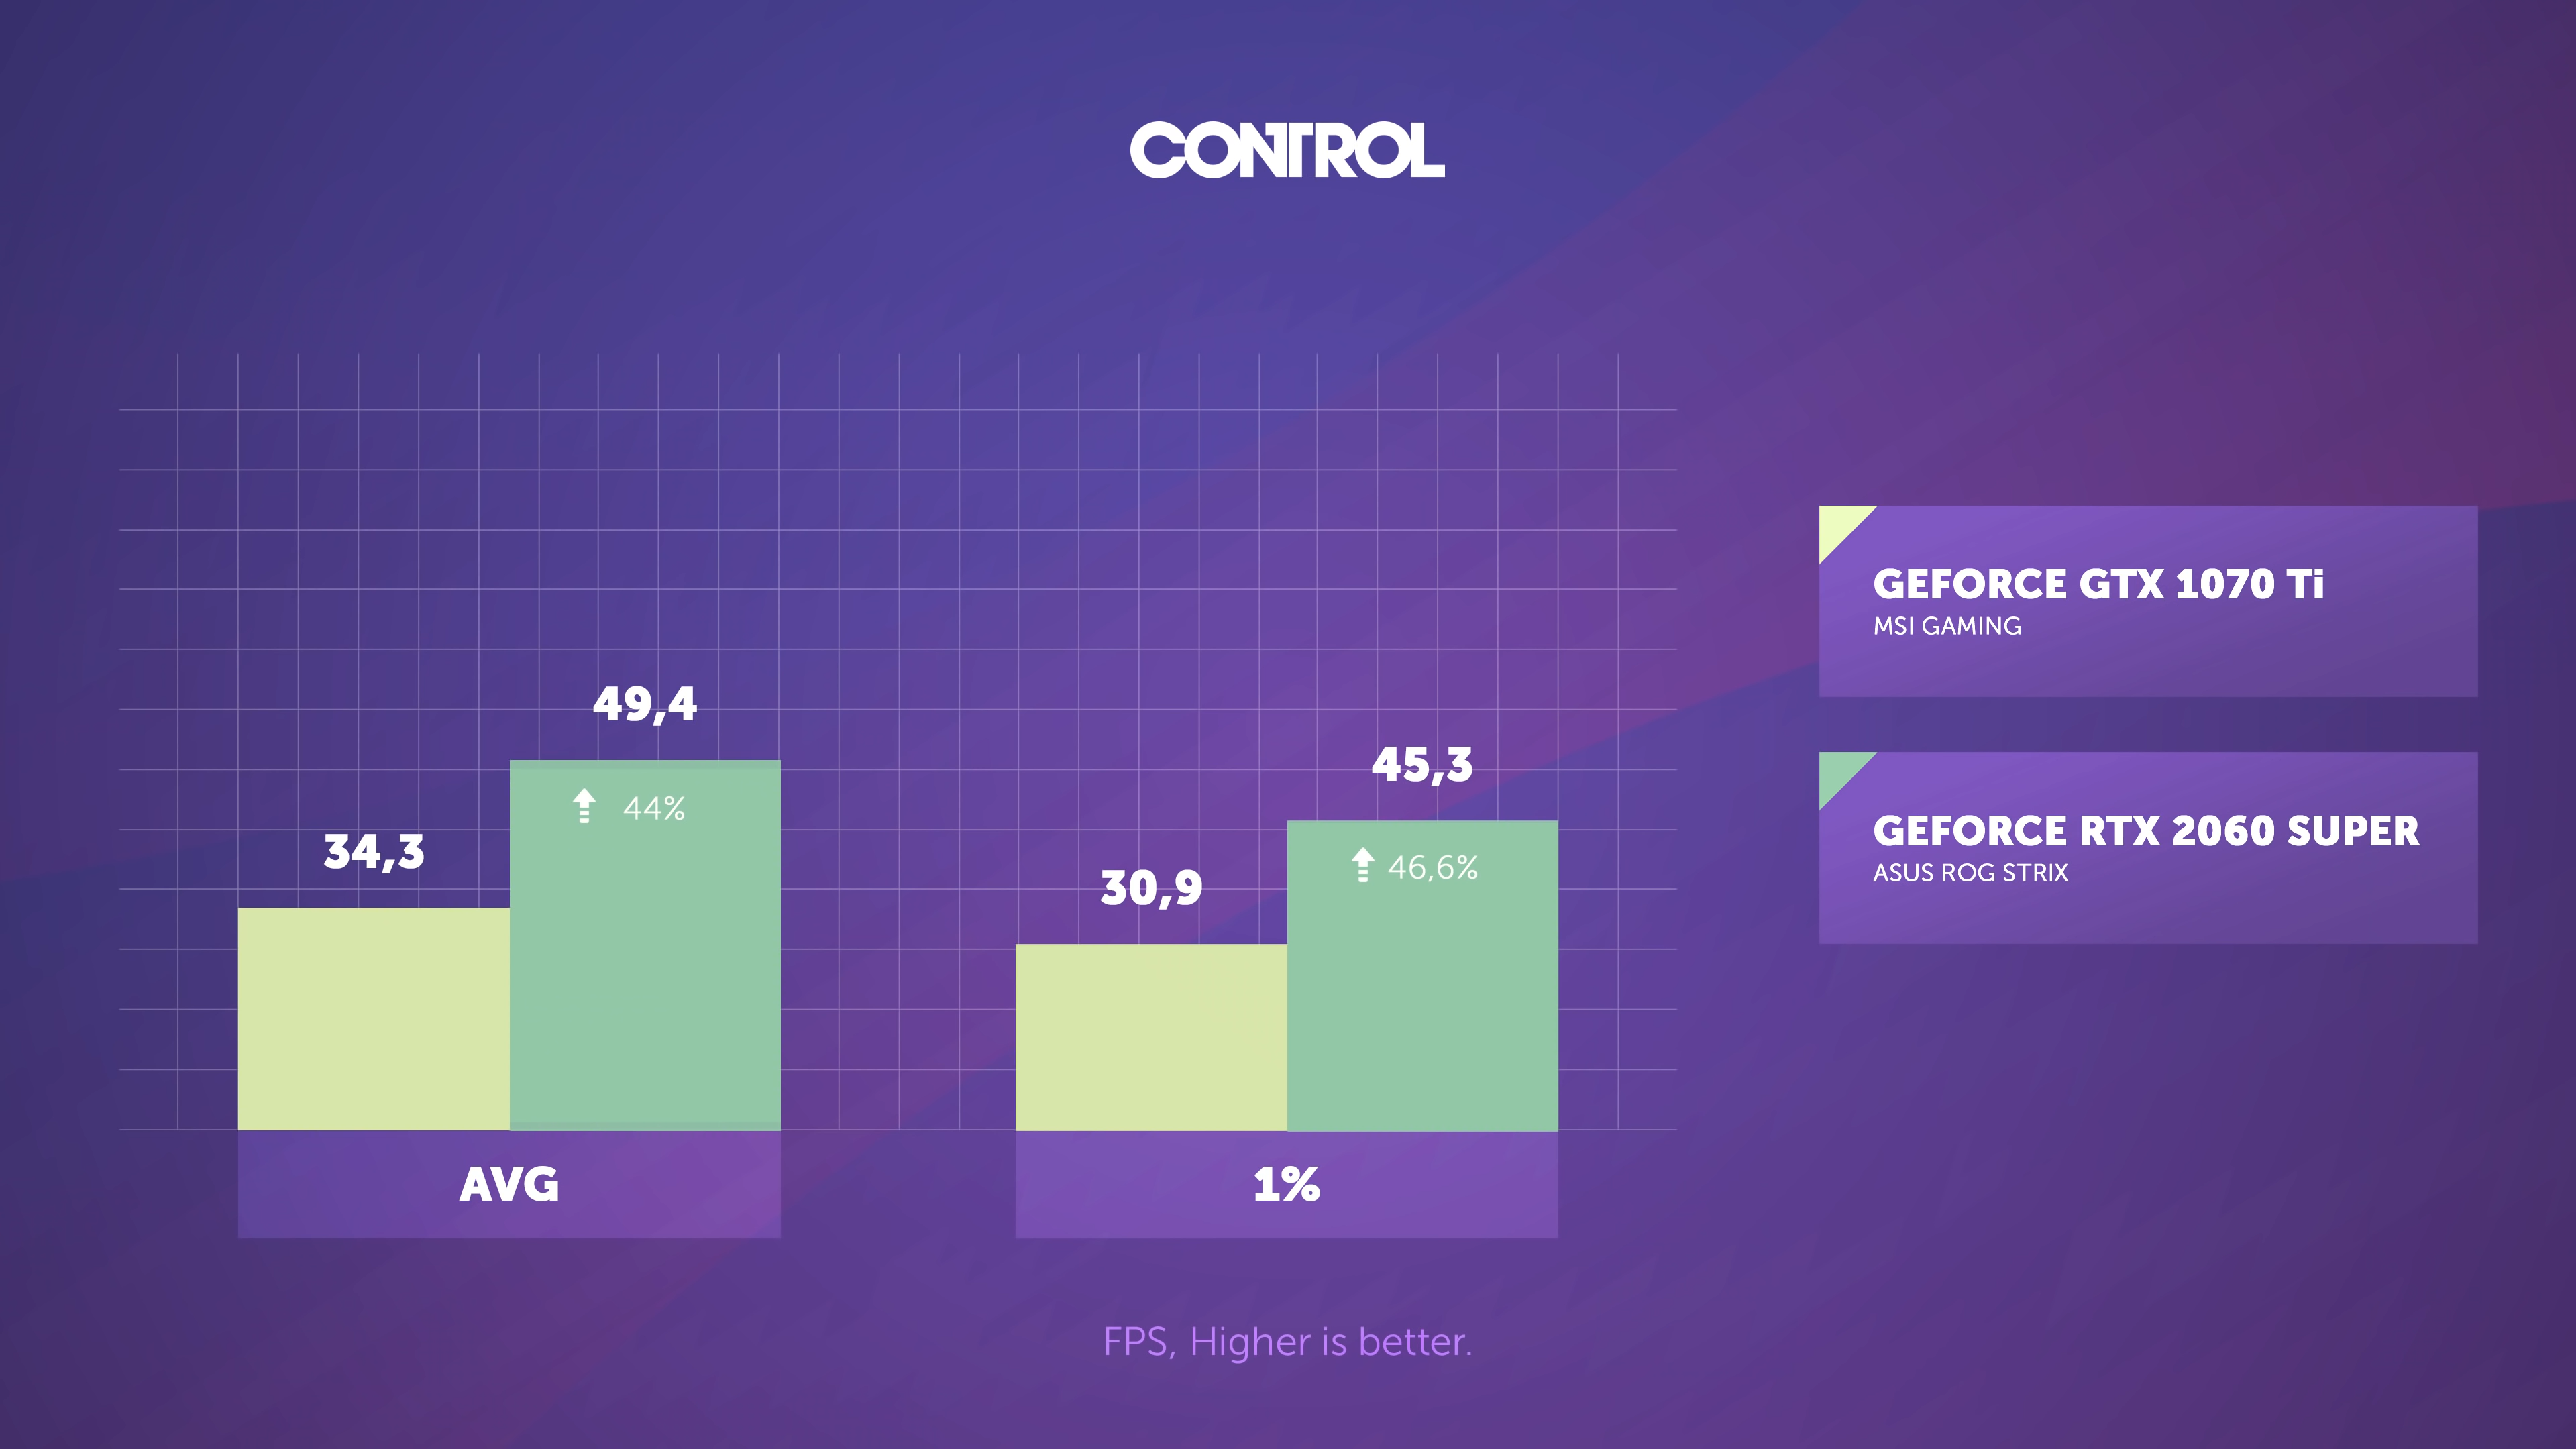 CONTROL
49,4
44%
34,3
45,3
46,6%
30,9
AVG
1%
GEFORCE GTX 1070 Ti
MSI GAMING
GEFORCE RTX 2060 SUPER
ASUS ROG STRIX
FPS, Higher is better.